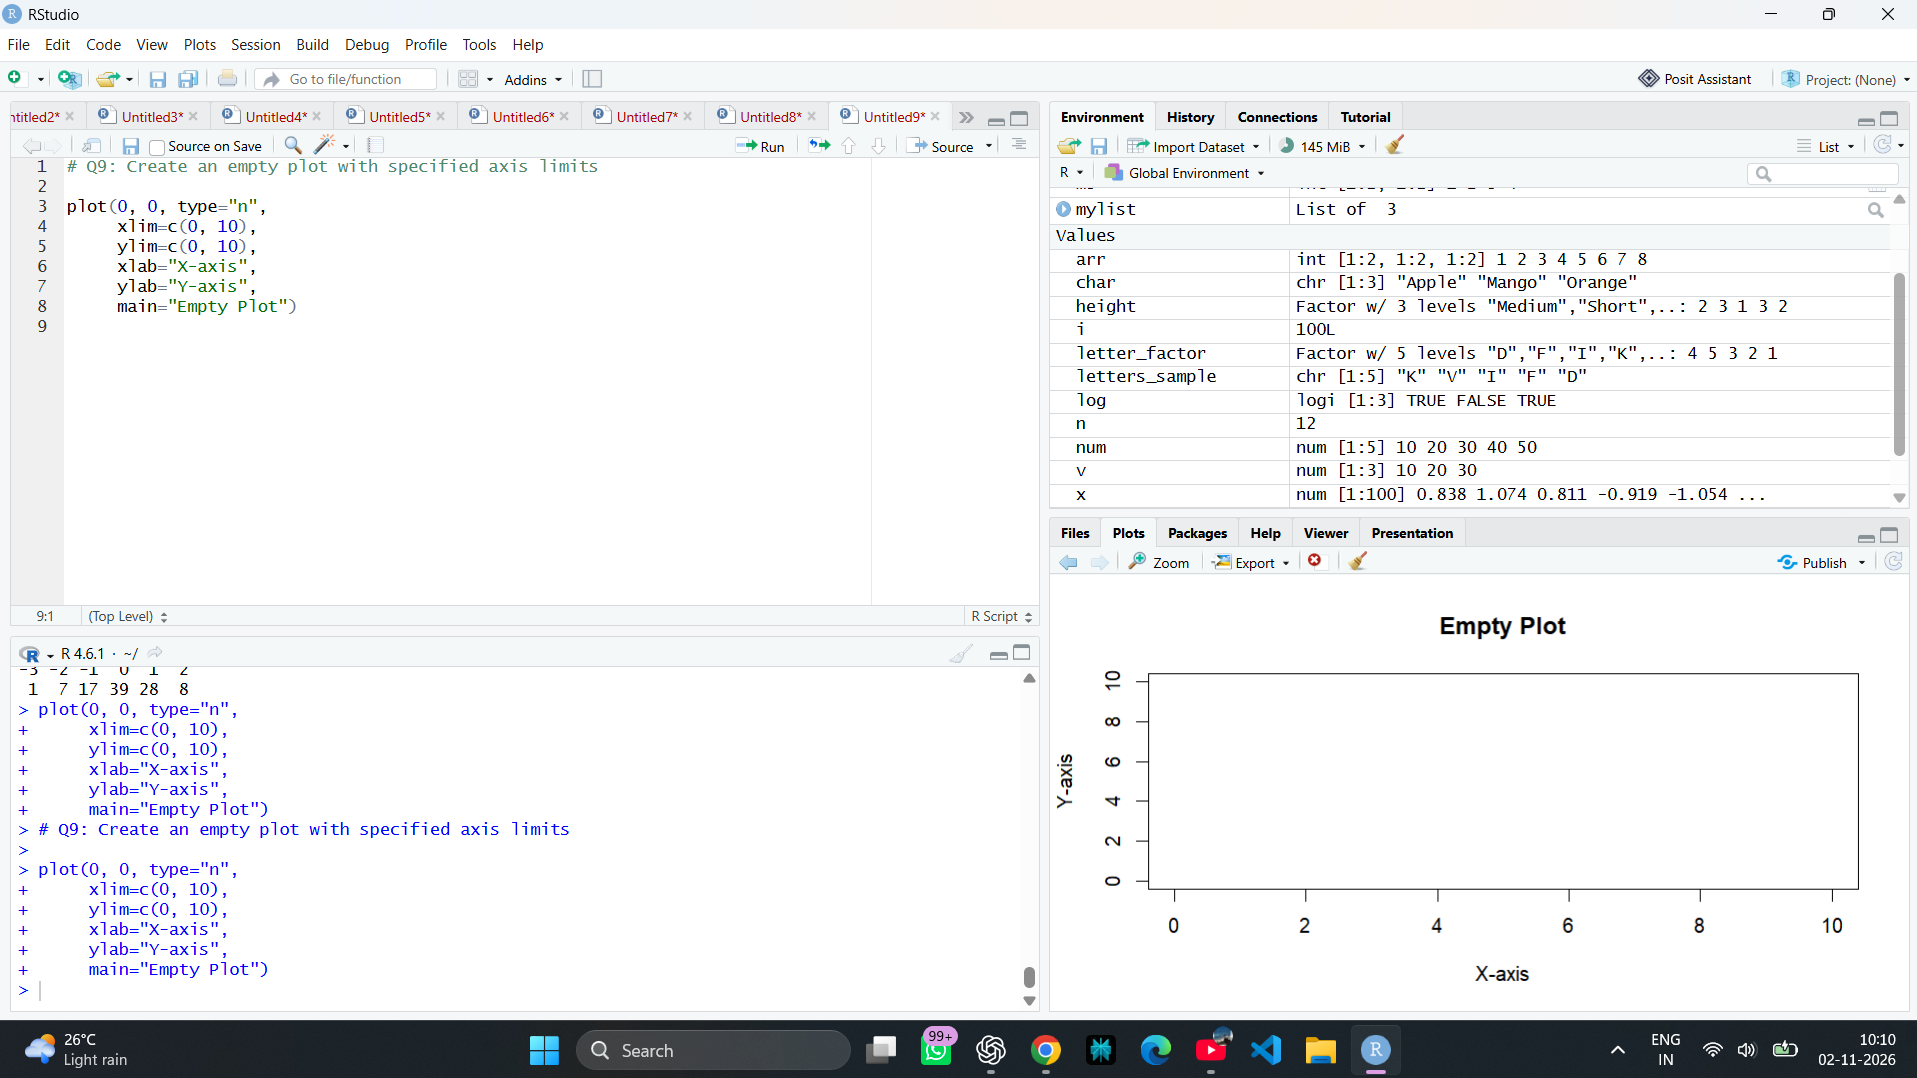 RStudio
File Edit Code View Plots Session Build Debug Profile Tools Help
Go to file/function Addins Posit Assistant Project: (None)
ntitled2* Untitled3* Untitled4* Untitled5* Untitled6* Untitled7* Untitled8* Untitled9*
Source on Save Run Source
1 # Q9: Create an empty plot with specified axis limits
2
3 plot(0, 0, type="n",
4 xlim=c(0, 10),
5 ylim=c(0, 10),
6 xlab="X-axis",
7 ylab="Y-axis",
8 main="Empty Plot")
9
9:1 (Top Level) R Script
R 4.6.1 · ~/
-3 -2 -1 0 1 2
1 7 17 39 28 8
> plot(0, 0, type="n",
+ xlim=c(0, 10),
+ ylim=c(0, 10),
+ xlab="X-axis",
+ ylab="Y-axis",
+ main="Empty Plot")
> # Q9: Create an empty plot with specified axis limits
>
> plot(0, 0, type="n",
+ xlim=c(0, 10),
+ ylim=c(0, 10),
+ xlab="X-axis",
+ ylab="Y-axis",
+ main="Empty Plot")
>
Environment History Connections Tutorial
Import Dataset 145 MiB List
R Global Environment
mylist List of 3
Values
arr int [1:2, 1:2, 1:2] 1 2 3 4 5 6 7 8
char chr [1:3] "Apple" "Mango" "Orange"
height Factor w/ 3 levels "Medium","Short",..: 2 3 1 3 2
i 100L
letter_factor Factor w/ 5 levels "D","F","I","K",..: 4 5 3 2 1
letters_sample chr [1:5] "K" "V" "I" "F" "D"
log logi [1:3] TRUE FALSE TRUE
n 12
num num [1:5] 10 20 30 40 50
v num [1:3] 10 20 30
x num [1:100] 0.838 1.074 0.811 -0.919 -1.054 ...
Files Plots Packages Help Viewer Presentation
Zoom Export Publish
Empty Plot
10
8
6
4
2
0
Y-axis
0 2 4 6 8 10
X-axis
26°C
Light rain
Search
99+
ENG
IN
10:10
02-11-2026